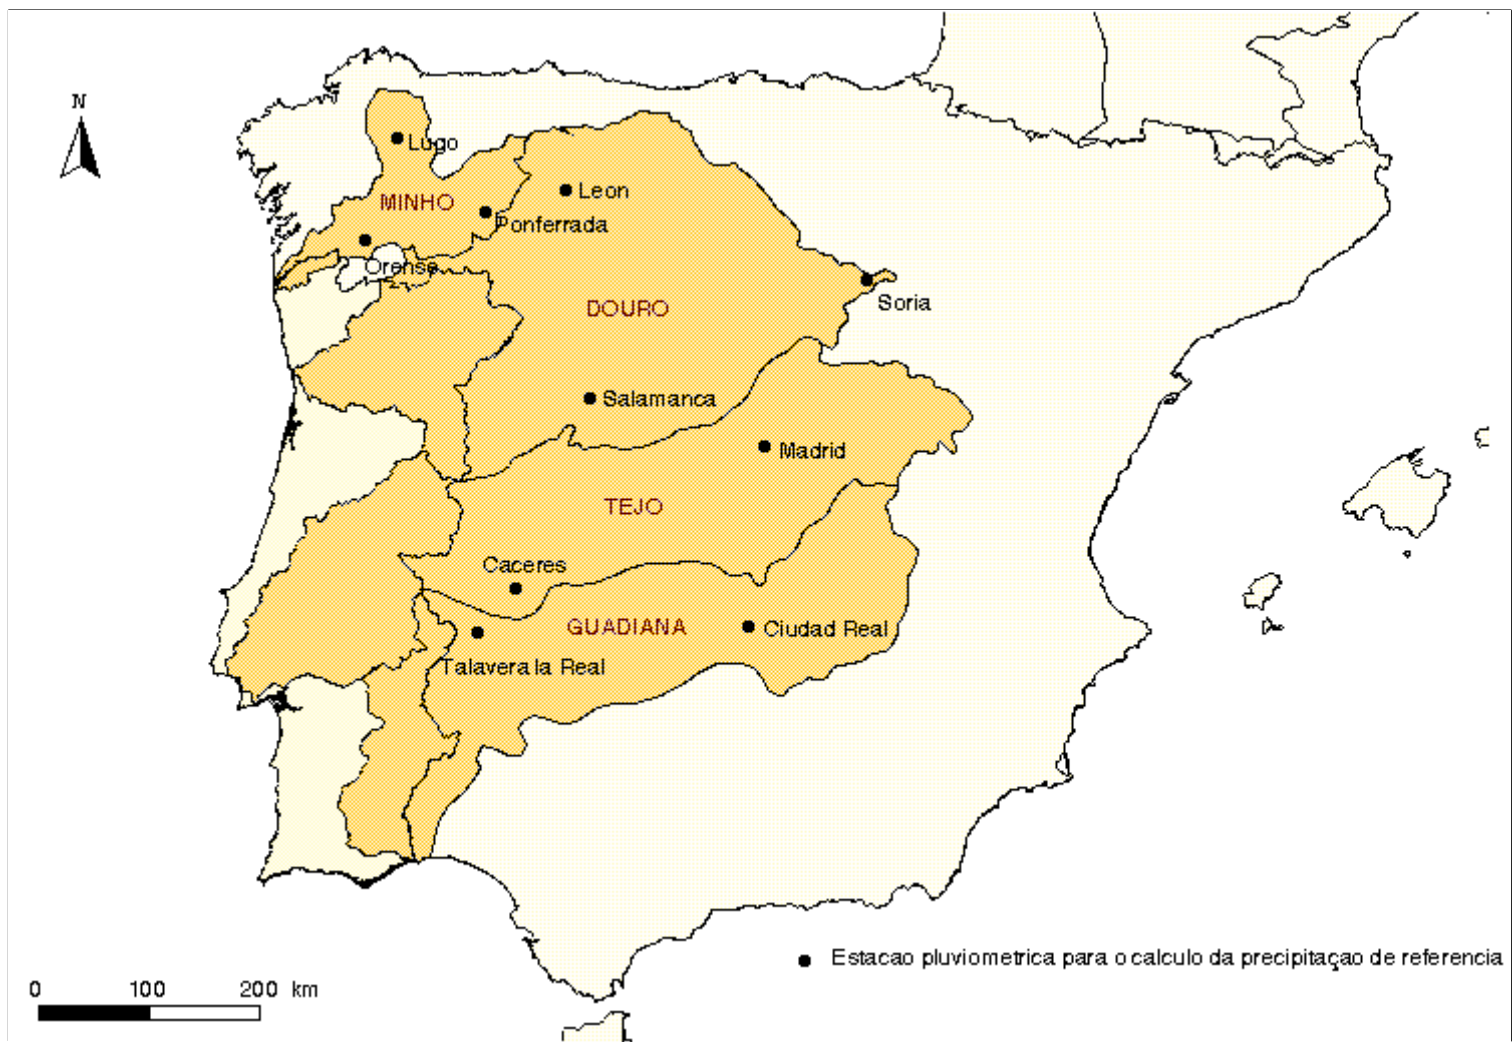 N
Lugo
MINHO
Leon
Ponferrada
Orense
Soria
DOURO
Salamanca
Madrid
TEJO
Caceres
GUADIANA
Ciudad Real
Talavera la Real
Estacao pluviometrica para o calculo da precipitaçao de referencia
0 100 200 km